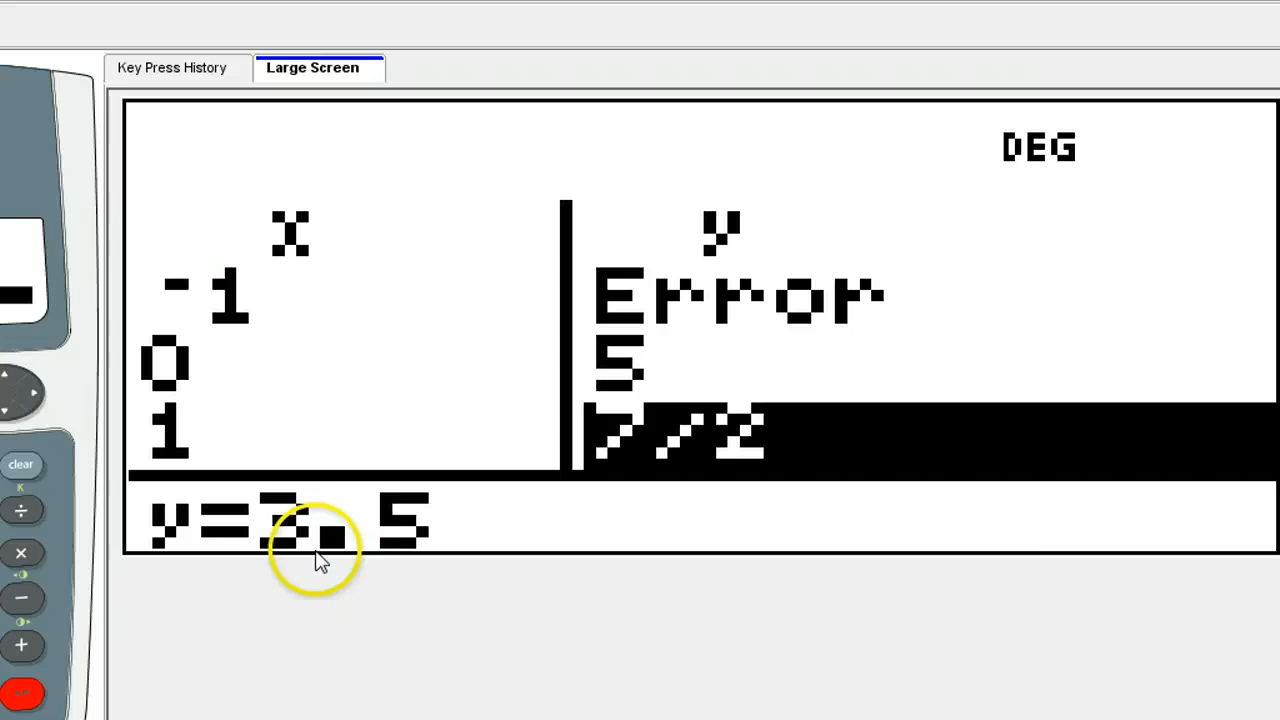 Key Press History Large Screen
DEG
x y
-1 Error
0 5
1 7/2
y=3.5
clear
K
÷
×
−
+